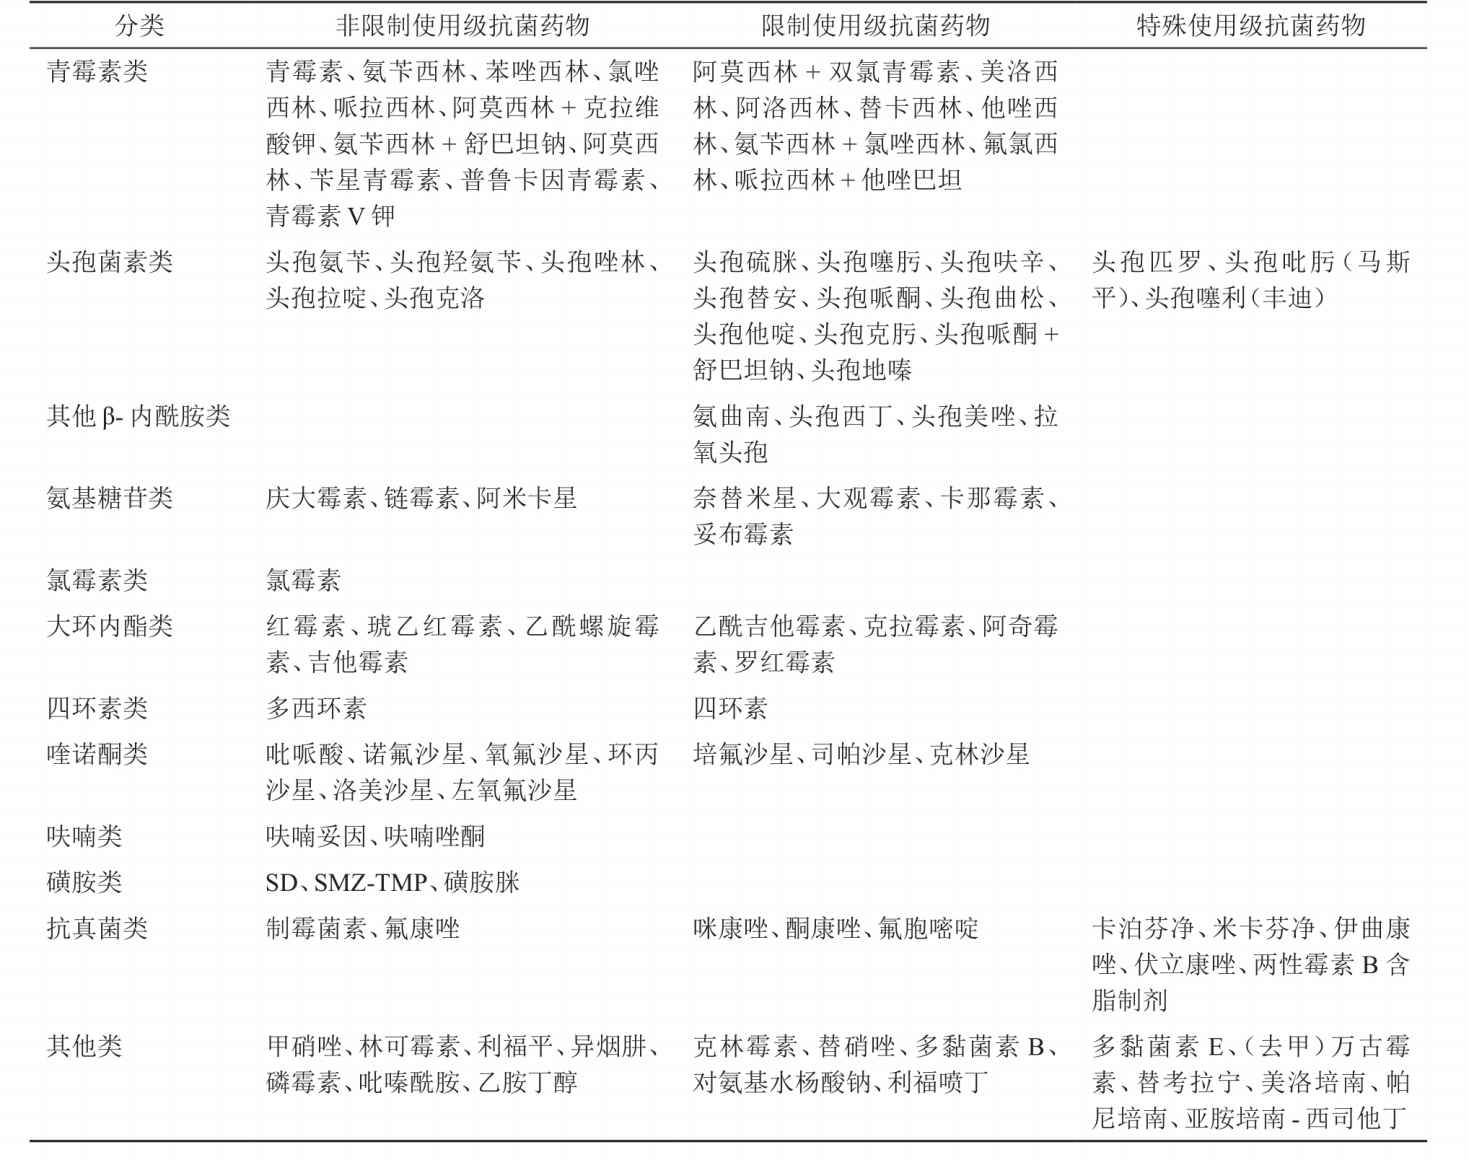 分类 非限制使用级抗菌药物 限制使用级抗菌药物 特殊使用级抗菌药物
青霉素类 青霉素、氨苄西林、苯唑西林、氯唑 阿莫西林 + 双氯青霉素、美洛西
西林、哌拉西林、阿莫西林 + 克拉维 林、阿洛西林、替卡西林、他唑西
酸钾、氨苄西林 + 舒巴坦钠、阿莫西 林、氨苄西林 + 氯唑西林、氟氯西
林、苄星青霉素、普鲁卡因青霉素、 林、哌拉西林 + 他唑巴坦
青霉素 V 钾
头孢菌素类 头孢氨苄、头孢羟氨苄、头孢唑林、 头孢硫脒、头孢噻肟、头孢呋辛、 头孢匹罗、头孢吡肟（马斯
头孢拉啶、头孢克洛 头孢替安、头孢哌酮、头孢曲松、 平）、头孢噻利（丰迪）
头孢他啶、头孢克肟、头孢哌酮 +
舒巴坦钠、头孢地嗪
其他 β- 内酰胺类 氨曲南、头孢西丁、头孢美唑、拉
氧头孢
氨基糖苷类 庆大霉素、链霉素、阿米卡星 奈替米星、大观霉素、卡那霉素、
妥布霉素
氯霉素类 氯霉素
大环内酯类 红霉素、琥乙红霉素、乙酰螺旋霉 乙酰吉他霉素、克拉霉素、阿奇霉
素、吉他霉素 素、罗红霉素
四环素类 多西环素 四环素
喹诺酮类 吡哌酸、诺氟沙星、氧氟沙星、环丙 培氟沙星、司帕沙星、克林沙星
沙星、洛美沙星、左氧氟沙星
呋喃类 呋喃妥因、呋喃唑酮
磺胺类 SD、SMZ-TMP、磺胺脒
抗真菌类 制霉菌素、氟康唑 咪康唑、酮康唑、氟胞嘧啶 卡泊芬净、米卡芬净、伊曲康
唑、伏立康唑、两性霉素 B 含
脂制剂
其他类 甲硝唑、林可霉素、利福平、异烟肼、 克林霉素、替硝唑、多黏菌素 B、 多黏菌素 E、（去甲）万古霉
磷霉素、吡嗪酰胺、乙胺丁醇 对氨基水杨酸钠、利福喷丁 素、替考拉宁、美洛培南、帕
尼培南、亚胺培南 - 西司他丁